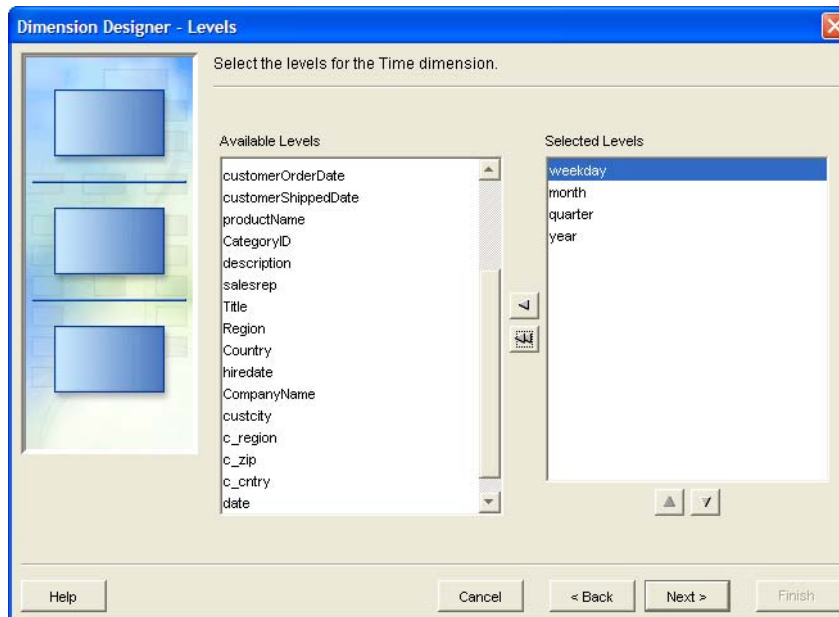 Dimension Designer - Levels
Select the levels for the Time dimension.
Available Levels
customerOrderDate
customerShippedDate
productName
CategoryID
description
salesrep
Title
Region
Country
hiredate
CompanyName
custcity
c_region
c_zip
c_cntry
date
Selected Levels
weekday
month
quarter
year
Help
Cancel
< Back
Next >
Finish